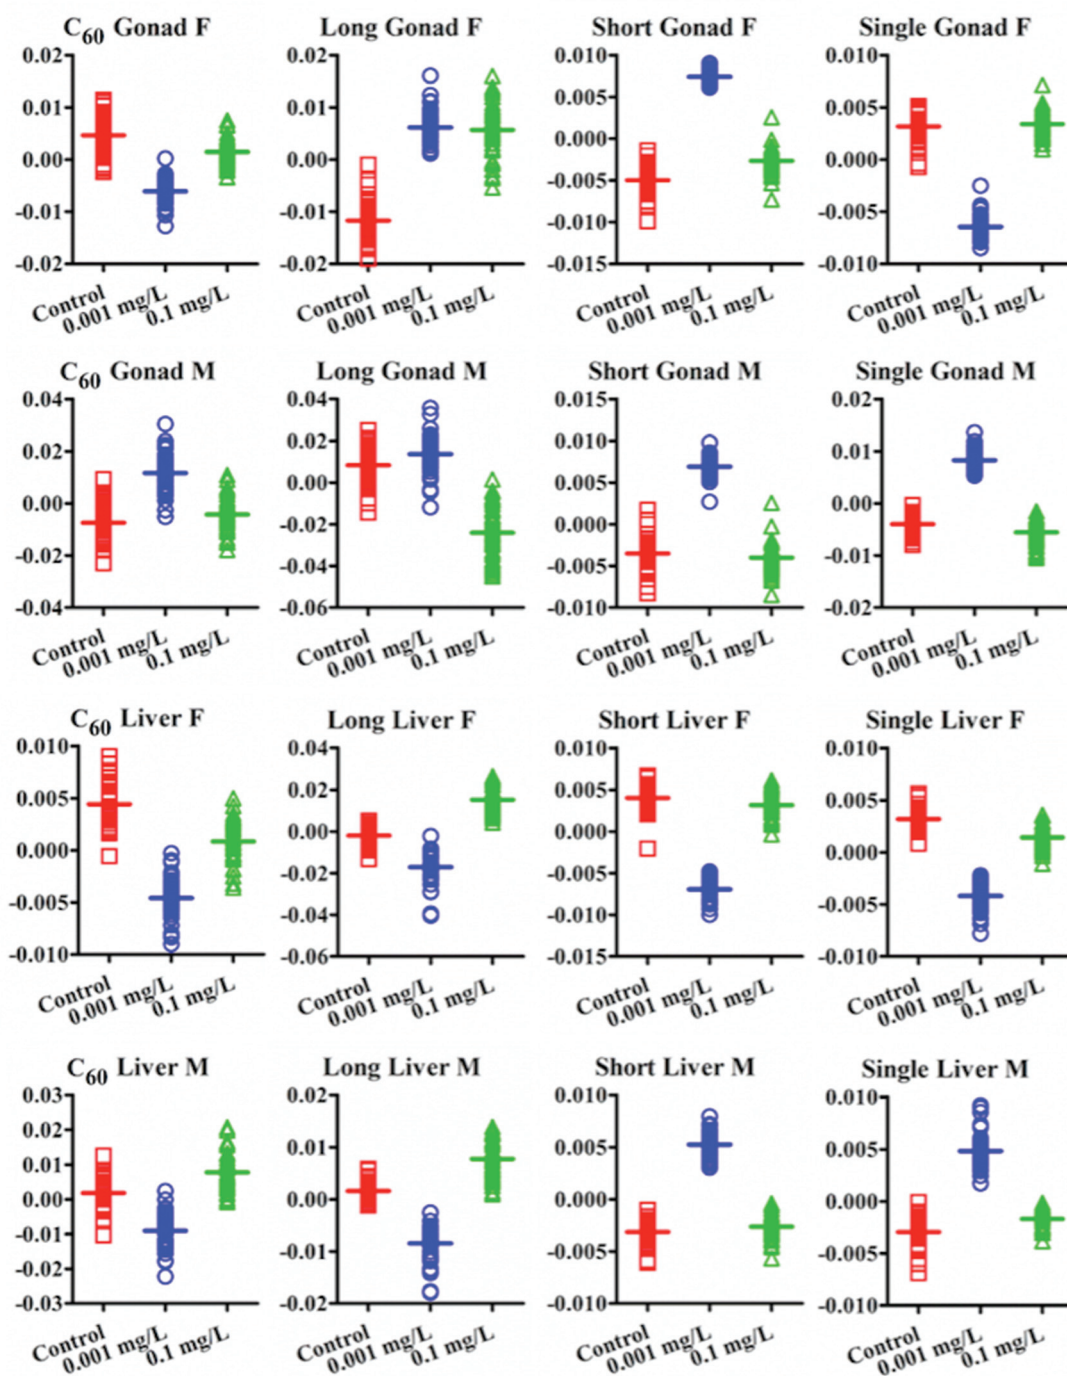 C60 Gonad F
Long Gonad F
Short Gonad F
Single Gonad F
0.02
0.01
0.00
-0.01
-0.02
0.02
0.01
0.00
-0.01
-0.02
0.010
0.005
0.000
-0.005
-0.010
-0.015
0.010
0.005
0.000
-0.005
-0.010
Control
0.001 mg/L
0.1 mg/L
Control
0.001 mg/L
0.1 mg/L
Control
0.001 mg/L
0.1 mg/L
Control
0.001 mg/L
0.1 mg/L
C60 Gonad M
Long Gonad M
Short Gonad M
Single Gonad M
0.04
0.02
0.00
-0.02
-0.04
0.04
0.02
0.00
-0.02
-0.04
-0.06
0.015
0.010
0.005
0.000
-0.005
-0.010
0.02
0.01
0.00
-0.01
-0.02
Control
0.001 mg/L
0.1 mg/L
Control
0.001 mg/L
0.1 mg/L
Control
0.001 mg/L
0.1 mg/L
Control
0.001 mg/L
0.1 mg/L
C60 Liver F
Long Liver F
Short Liver F
Single Liver F
0.010
0.005
0.000
-0.005
-0.010
0.04
0.02
0.00
-0.02
-0.04
-0.06
0.010
0.005
0.000
-0.005
-0.010
-0.015
0.010
0.005
0.000
-0.005
-0.010
Control
0.001 mg/L
0.1 mg/L
Control
0.001 mg/L
0.1 mg/L
Control
0.001 mg/L
0.1 mg/L
Control
0.001 mg/L
0.1 mg/L
C60 Liver M
Long Liver M
Short Liver M
Single Liver M
0.03
0.02
0.01
0.00
-0.01
-0.02
-0.03
0.02
0.01
0.00
-0.01
-0.02
0.010
0.005
0.000
-0.005
-0.010
0.010
0.005
0.000
-0.005
-0.010
Control
0.001 mg/L
0.1 mg/L
Control
0.001 mg/L
0.1 mg/L
Control
0.001 mg/L
0.1 mg/L
Control
0.001 mg/L
0.1 mg/L